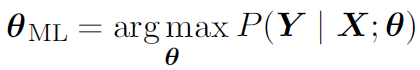 θ_ML = arg max_θ P(Y | X; θ)